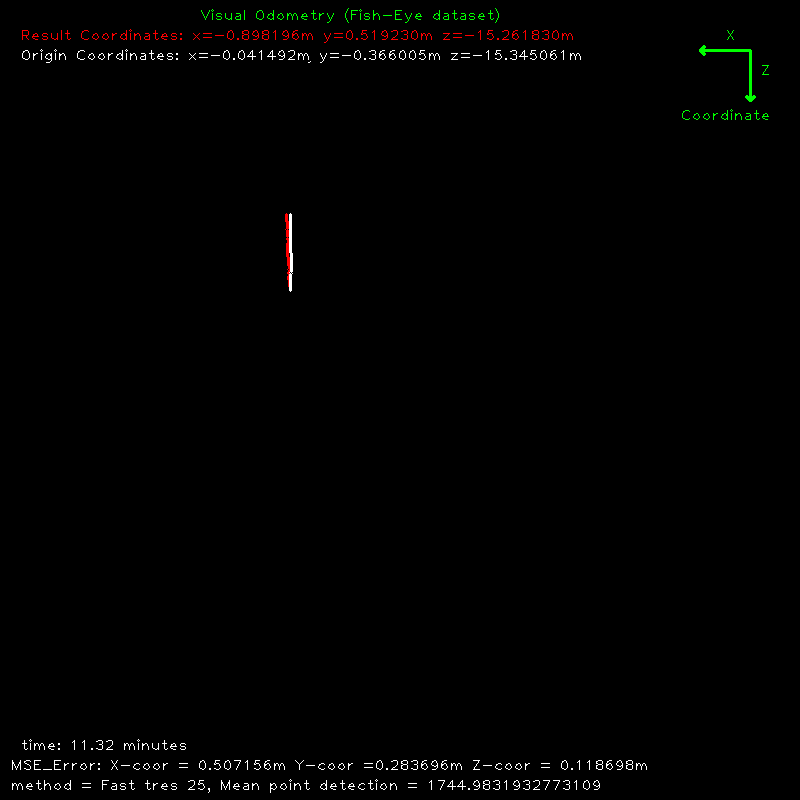 Visual Odometry (Fish-Eye dataset)
Result Coordinates: x=-0.898196m y=0.519230m z=-15.261830m
Origin Coordinates: x=-0.041492m y=-0.366005m z=-15.345061m
X
Z
Coordinate
time: 11.32 minutes
MSE_Error: X-coor = 0.507156m Y-coor =0.283696m Z-coor = 0.118698m
method = Fast tres 25, Mean point detection = 1744.9831932773109